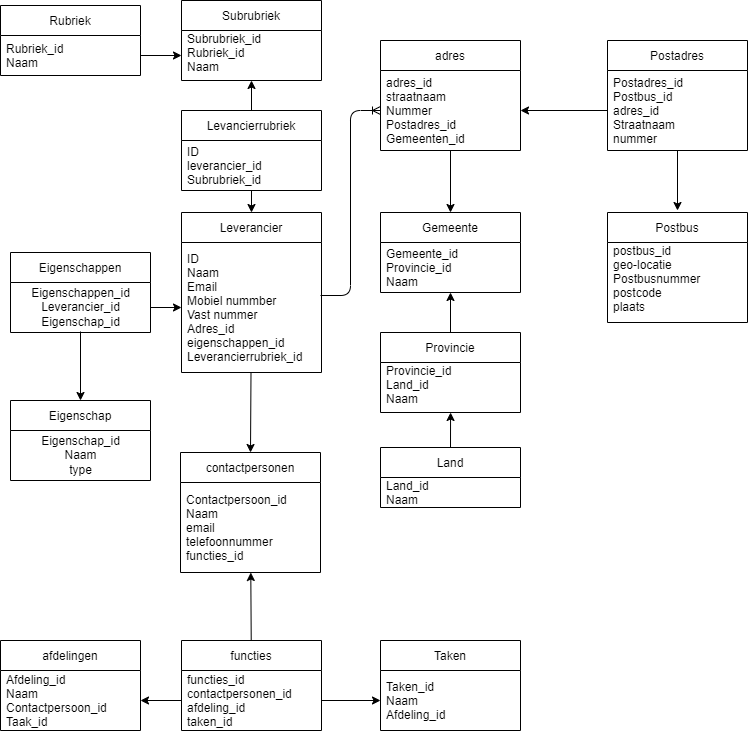 Rubriek
Rubriek_id
Naam
Subrubriek
Subrubriek_id
Rubriek_id
Naam
Levancierrubriek
ID
leverancier_id
Subrubriek_id
Leverancier
ID
Naam
Email
Mobiel nummber
Vast nummer
Adres_id
eigenschappen_id
Leverancierrubriek_id
adres
adres_id
straatnaam
Nummer
Postadres_id
Gemeenten_id
Postadres
Postadres_id
Postbus_id
adres_id
Straatnaam
nummer
Gemeente
Gemeente_id
Provincie_id
Naam
Postbus
postbus_id
geo-locatie
Postbusnummer
postcode
plaats
Eigenschappen
Eigenschappen_id
Leverancier_id
Eigenschap_id
Provincie
Provincie_id
Land_id
Naam
Eigenschap
Eigenschap_id
Naam
type
Land
Land_id
Naam
contactpersonen
Contactpersoon_id
Naam
email
telefoonnummer
functies_id
afdelingen
Afdeling_id
Naam
Contactpersoon_id
Taak_id
functies
functies_id
contactpersonen_id
afdeling_id
taken_id
Taken
Taken_id
Naam
Afdeling_id